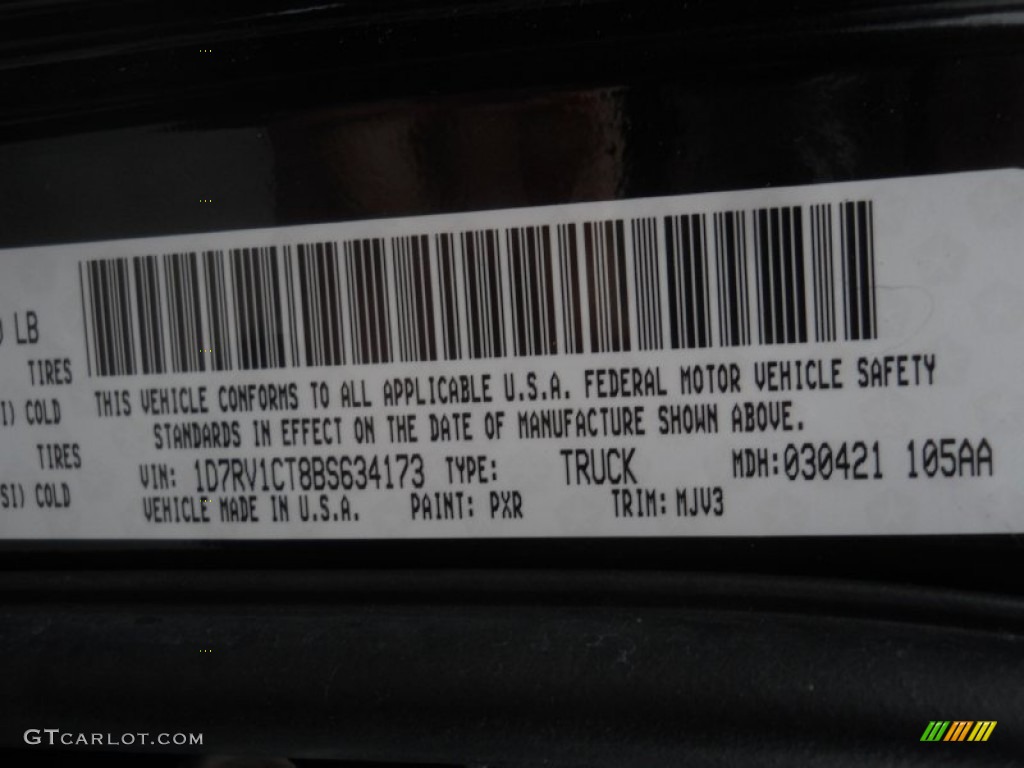 LB
TIRES
COLD
TIRES
SI) COLD
THIS VEHICLE CONFORMS TO ALL APPLICABLE U.S.A. FEDERAL MOTOR VEHICLE SAFETY
STANDARDS IN EFFECT ON THE DATE OF MANUFACTURE SHOWN ABOVE.
VIN: 1D7RV1CT8BS634173 TYPE: TRUCK MDH:030421 105AA
VEHICLE MADE IN U.S.A. PAINT: PXR TRIM: MJV3
GTCARLOT.COM